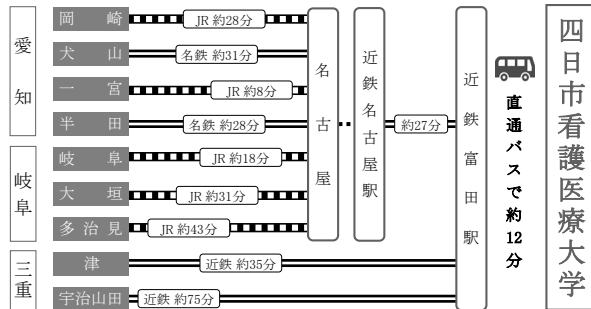 愛知
岡崎
JR 約28分
犬山
名鉄 約31分
一宮
JR 約8分
半田
名鉄 約28分
岐阜
岐阜
JR 約18分
大垣
JR 約31分
多治見
JR 約43分
三重
津
近鉄 約35分
宇治山田
近鉄 約75分
名古屋
近鉄名古屋駅
約27分
近鉄富田駅
直通バスで約12分
四日市看護医療大学